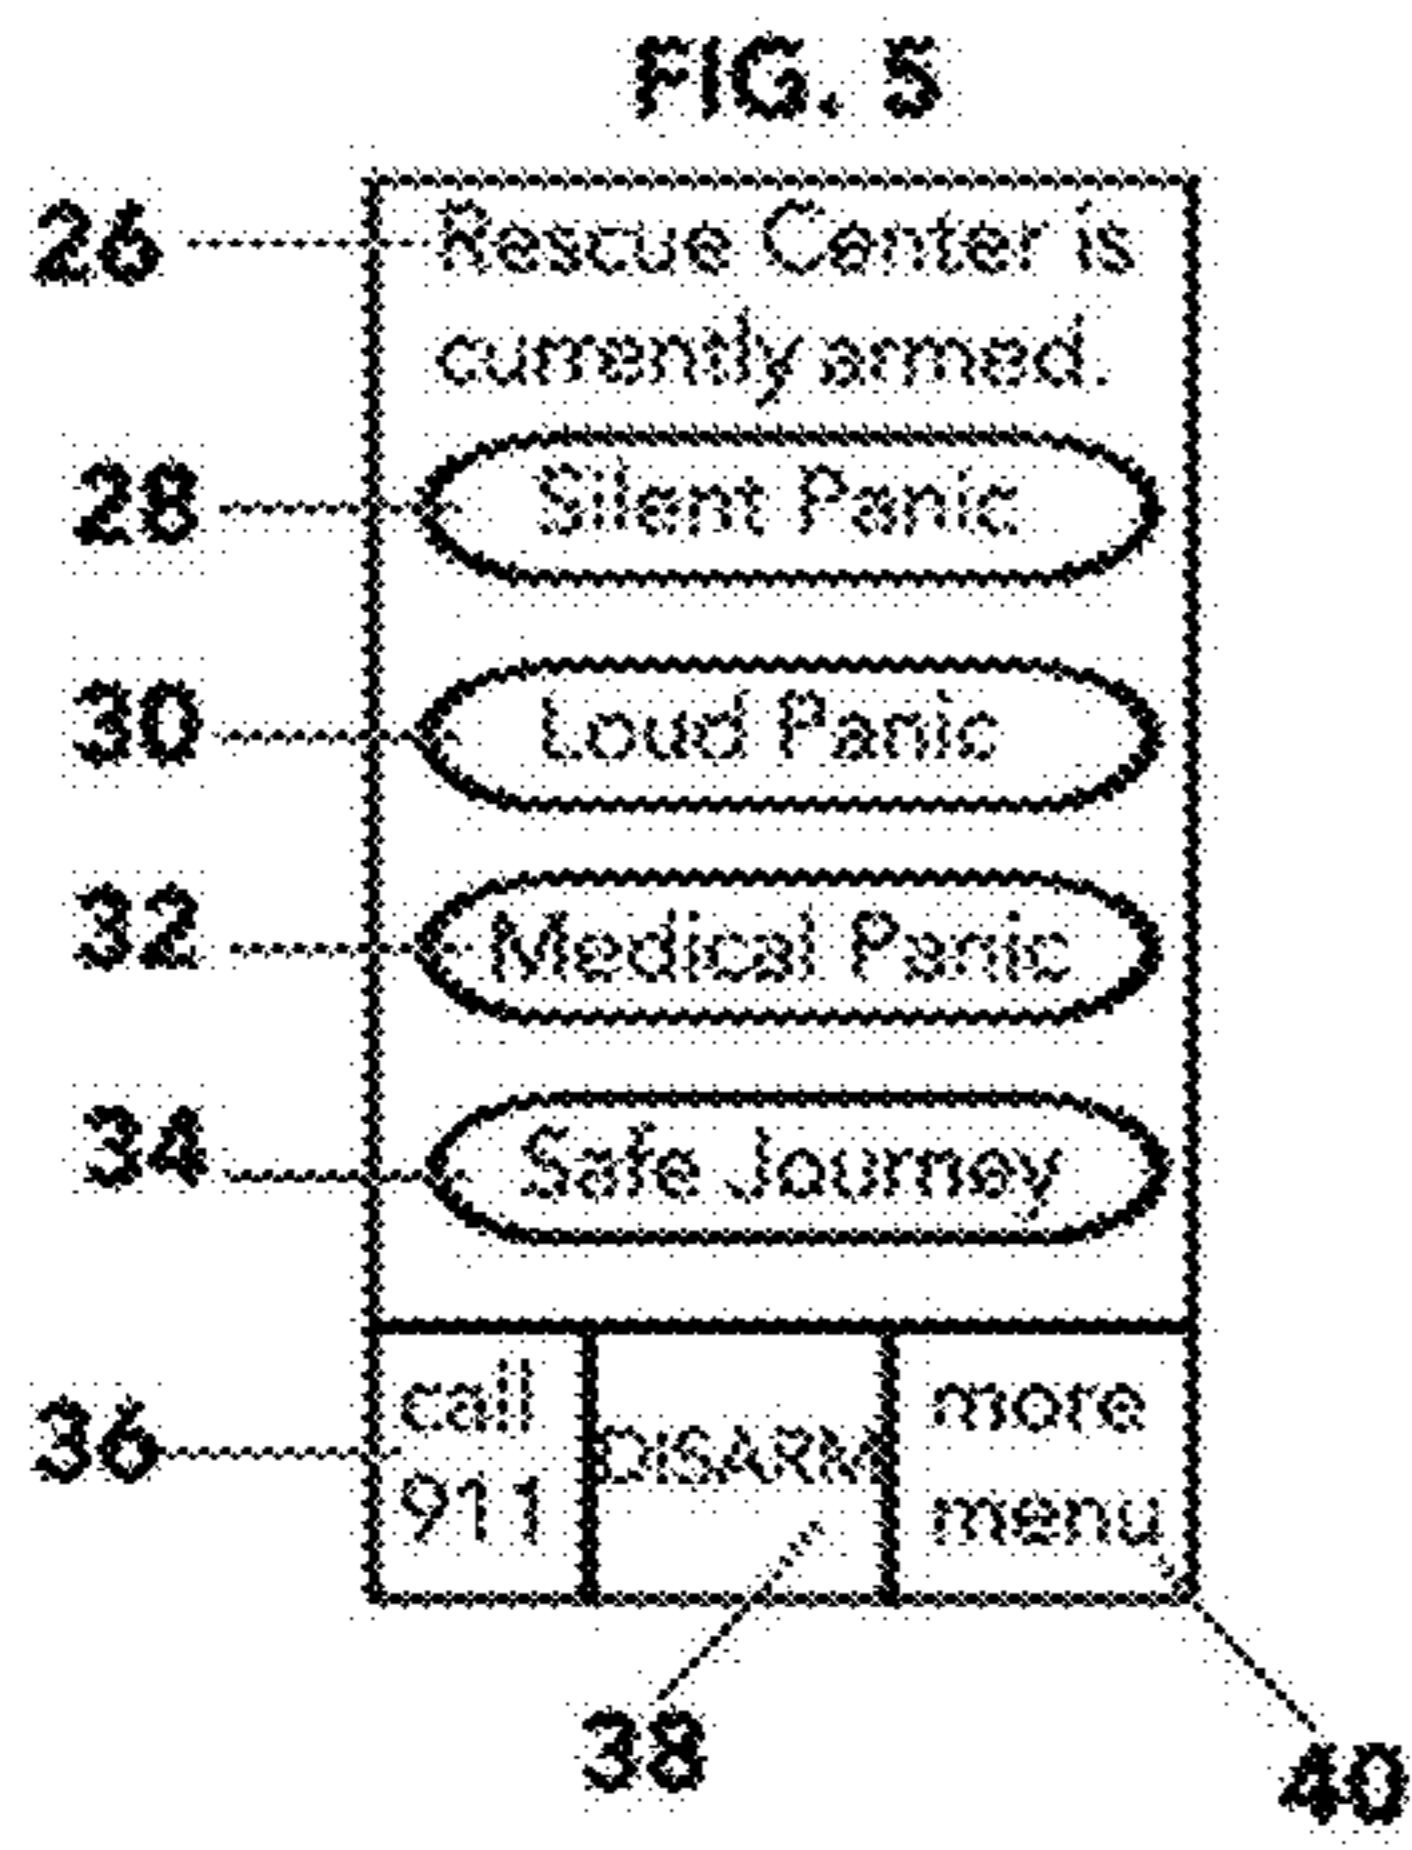 FIG. 5
26 Rescue Center is
currently armed.
28 Silent Panic
30 Loud Panic
32 Medical Panic
34 Safe Journey
36 call
911
DISARM
more
menu
38
40